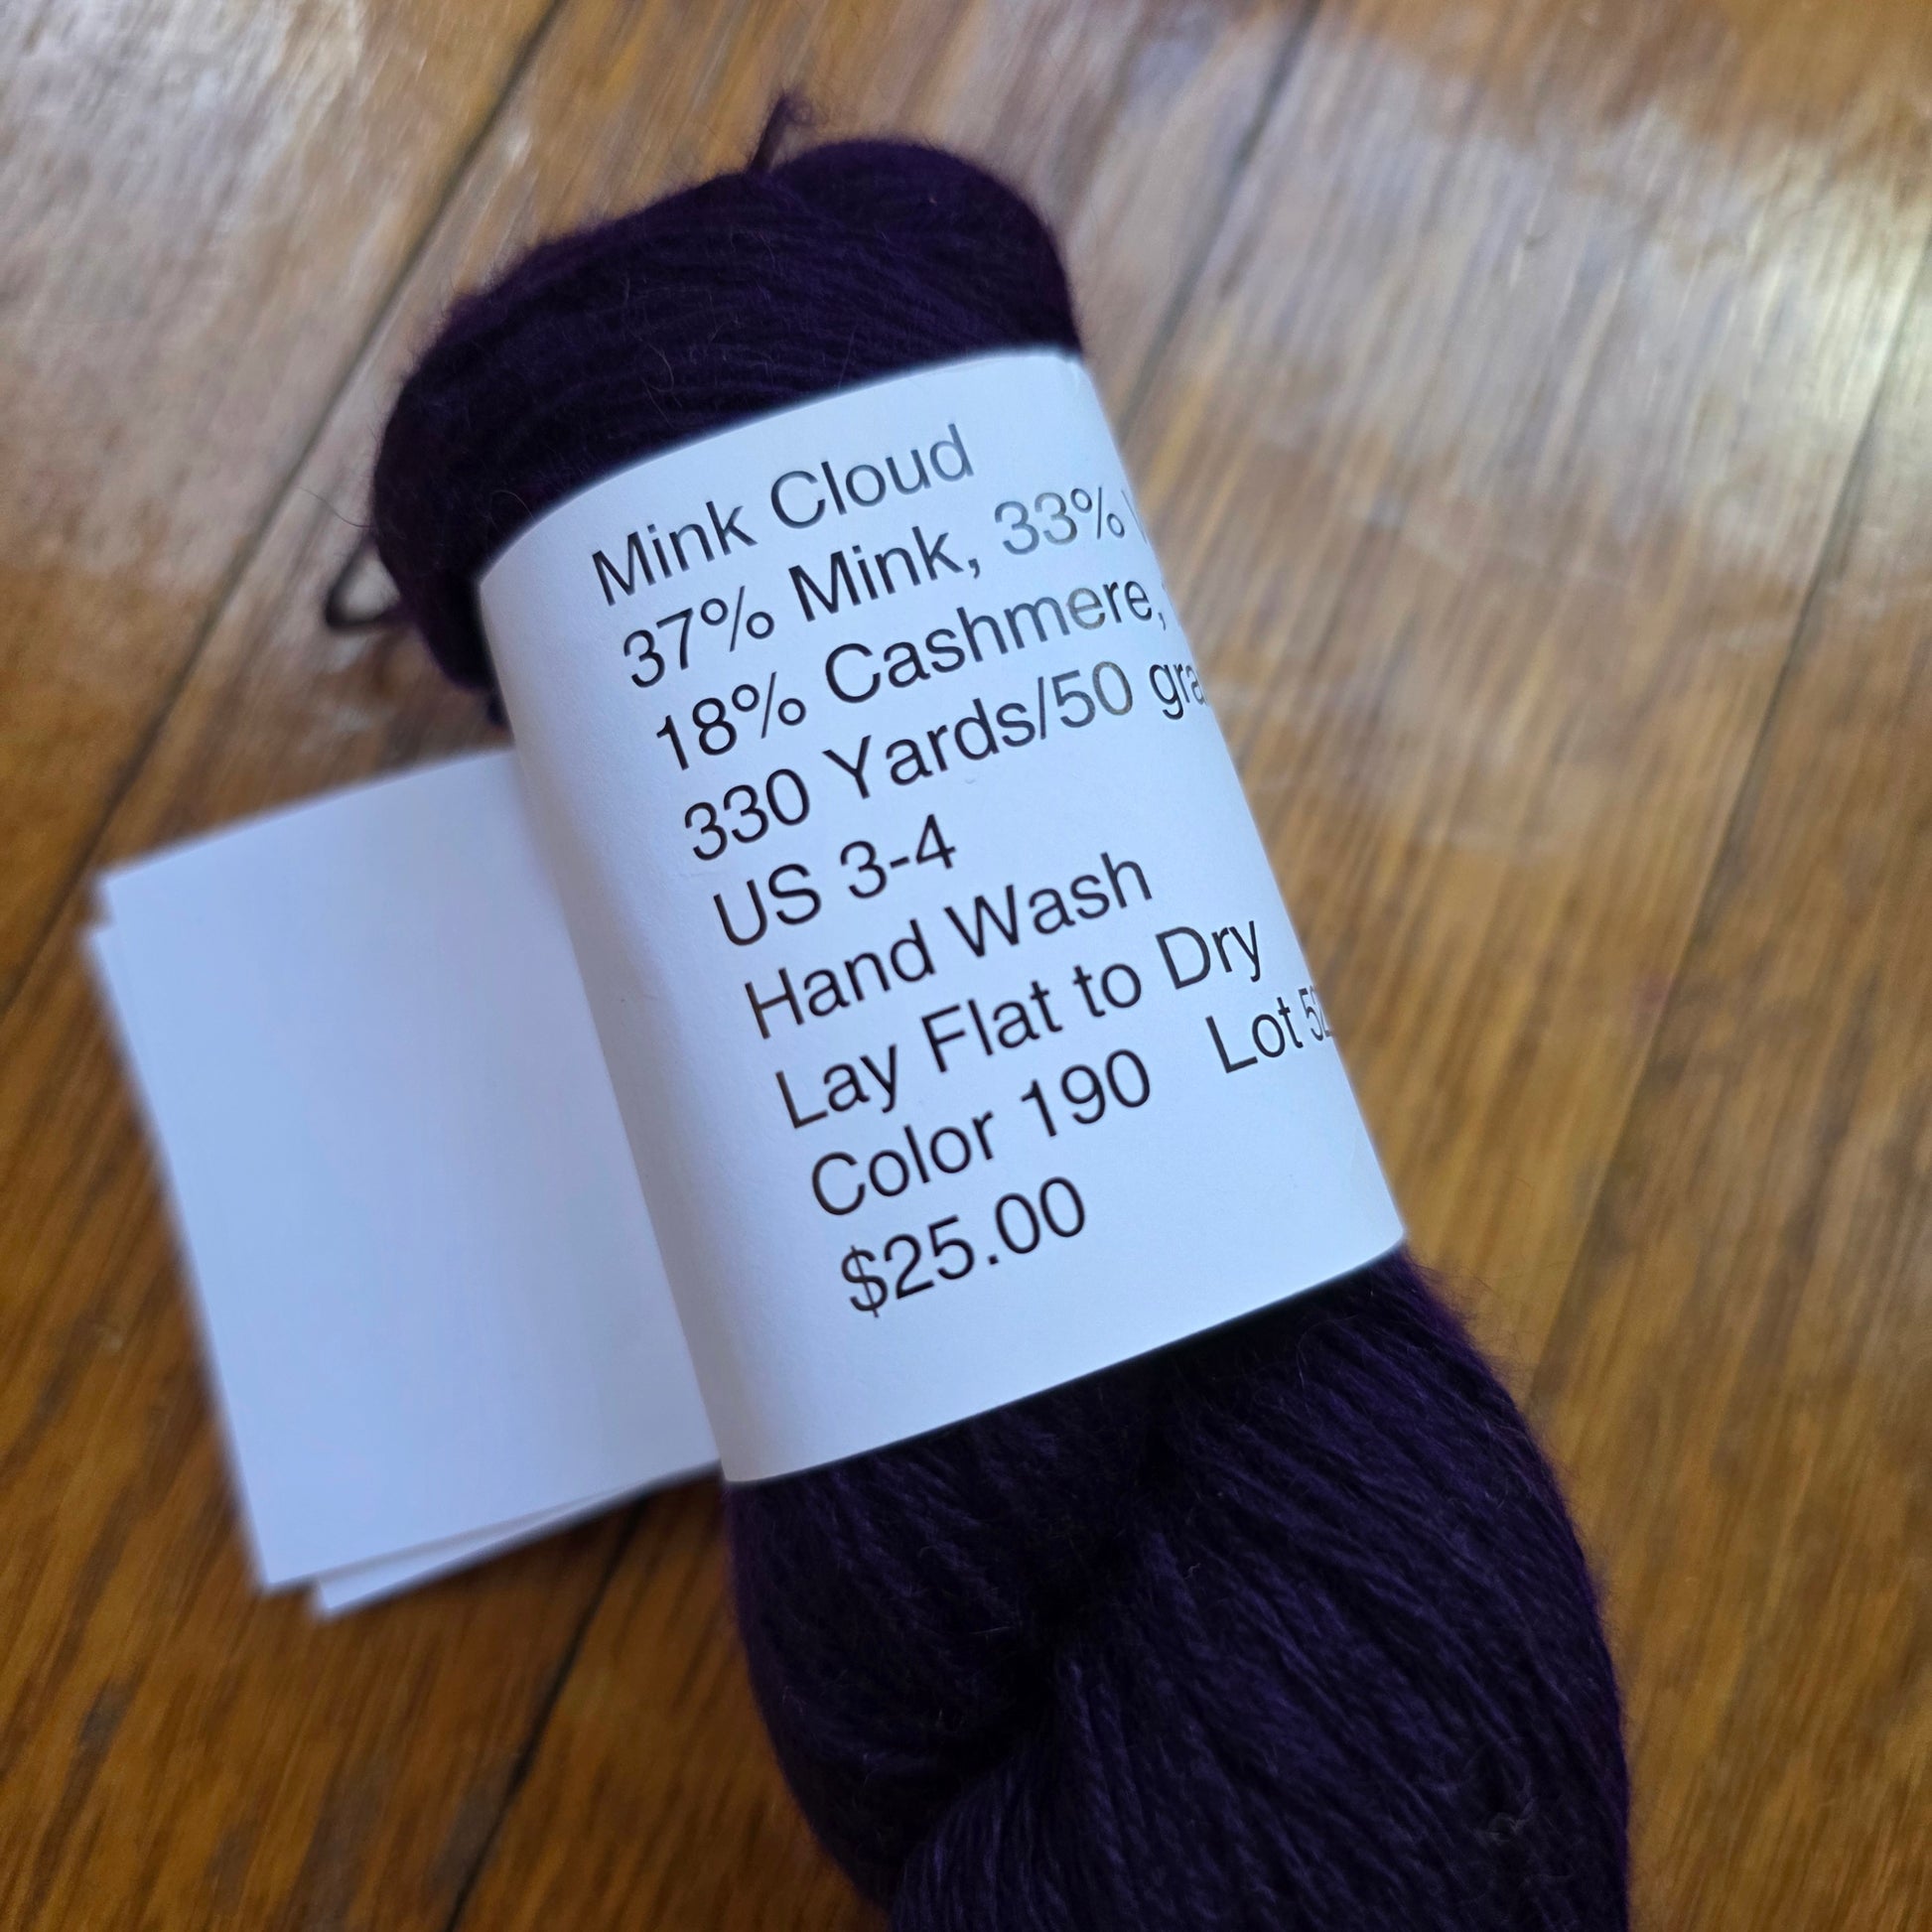 Mink Cloud
37% Mink, 33%
18% Cashmere,
330 Yards/50
US 3-4
Hand Wash
Lay Flat to Dry
Color 190 Lot
$25.00